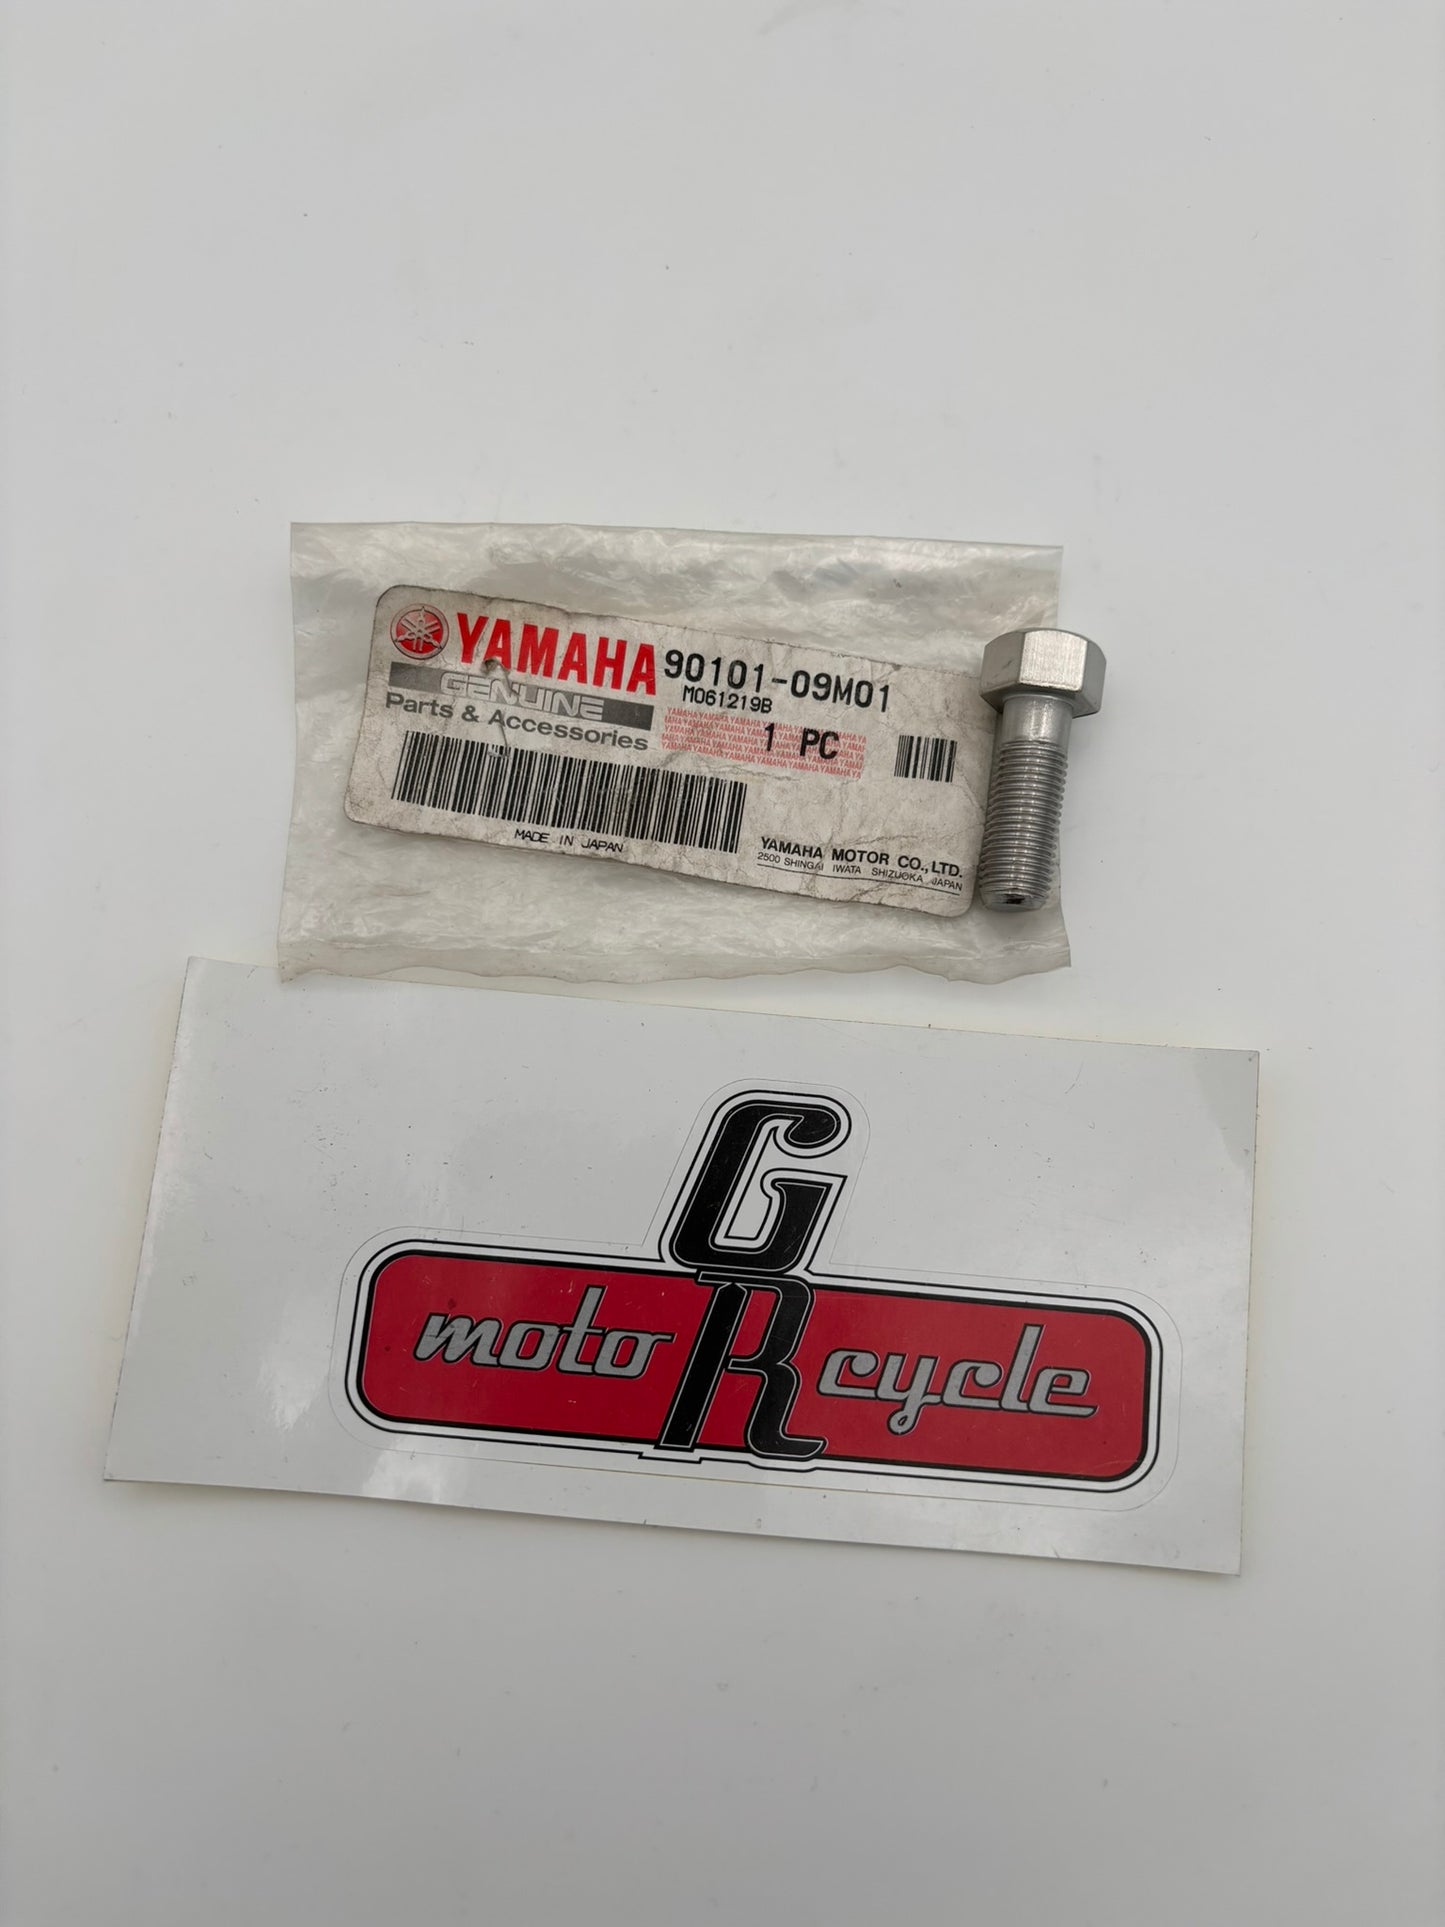 YAMAHA 90101-09M01
GENUINE M061219B
Parts & Accessories 1 PC
MADE IN JAPAN
YAMAHA MOTOR CO.,LTD.
2500 SHINGAI IWATA SHIZUOKA JAPAN
G
moto R cycle